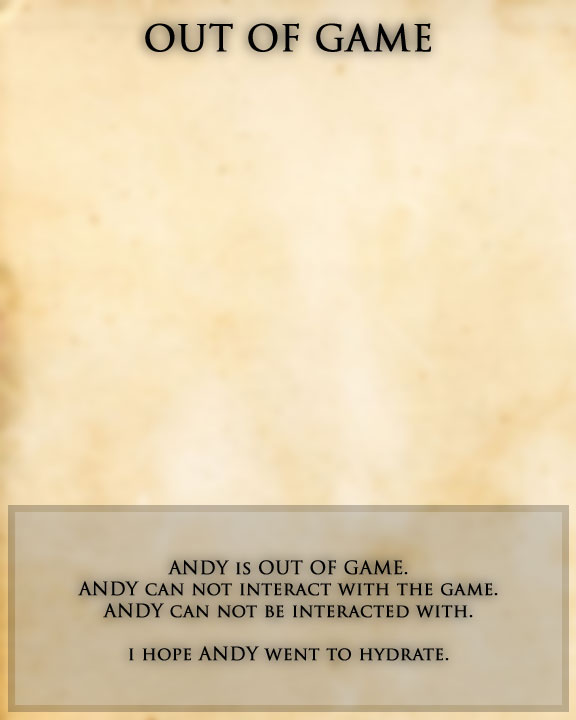 OUT OF GAME
ANDY IS OUT OF GAME.
ANDY CAN NOT INTERACT WITH THE GAME.
ANDY CAN NOT BE INTERACTED WITH.
I HOPE ANDY WENT TO HYDRATE.